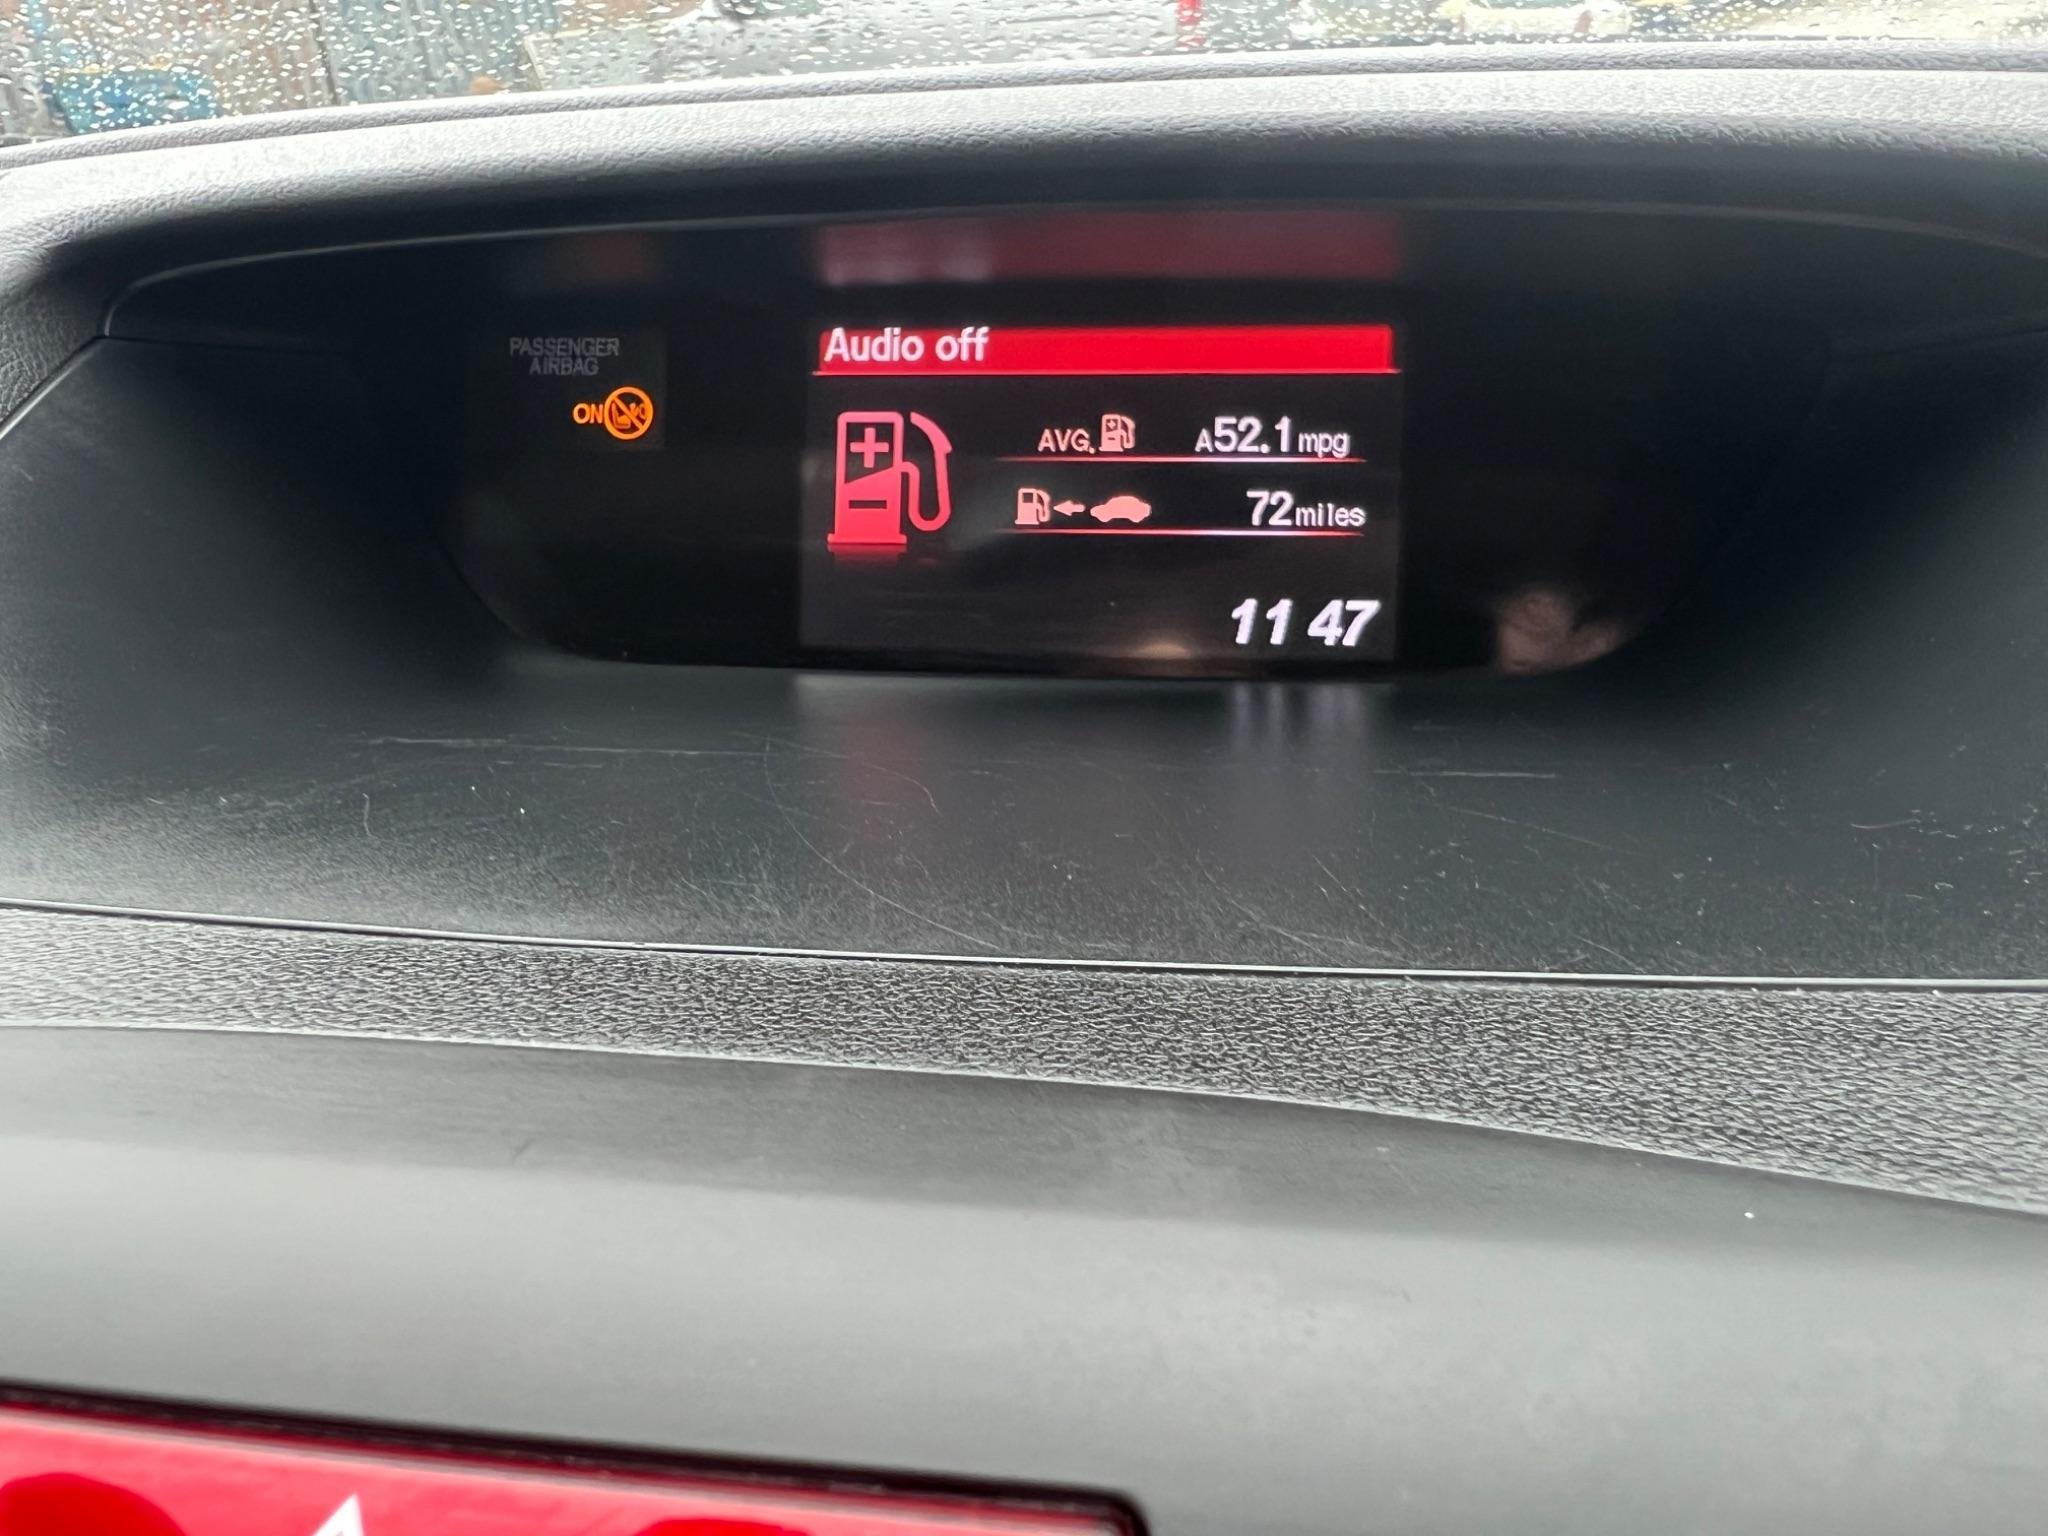 PASSENGER
AIRBAG
ON
Audio off
AVG. A52.1mpg
72miles
11 47